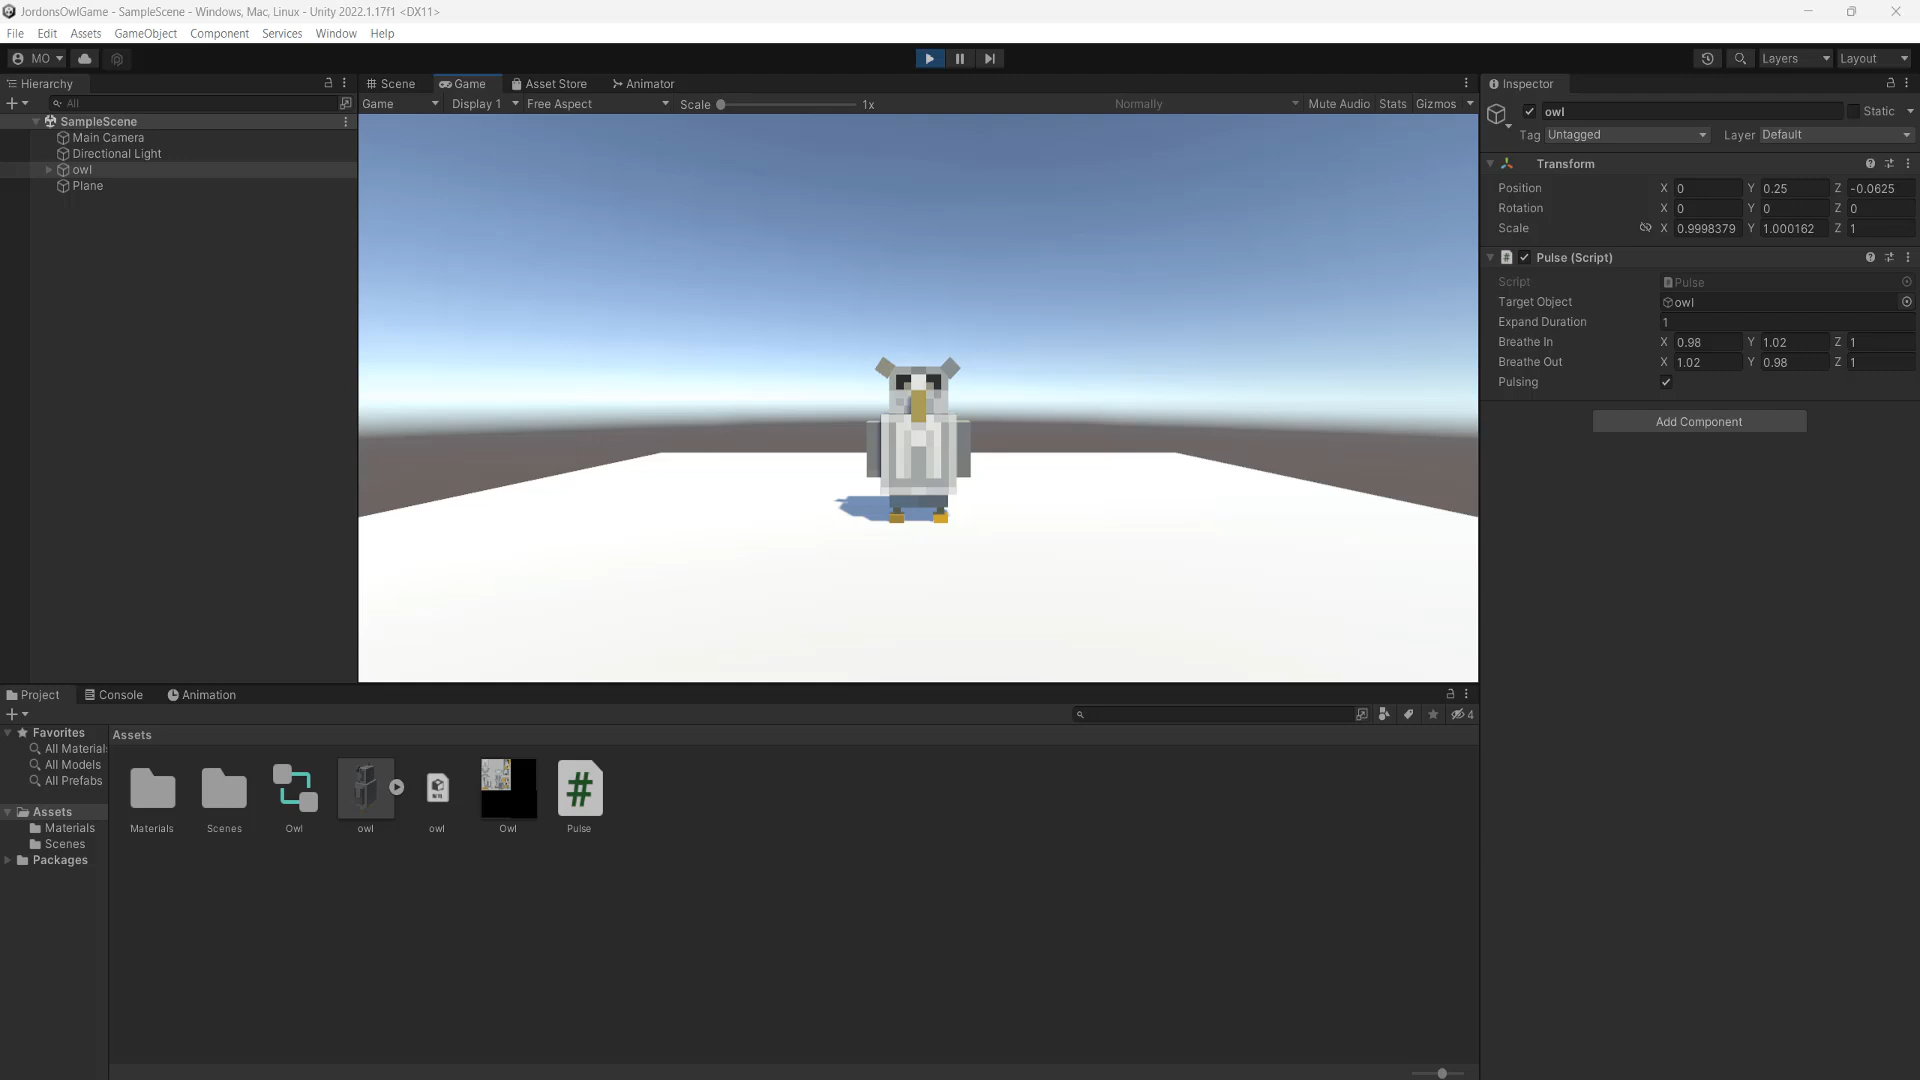 JordonsOwlGame - SampleScene - Windows, Mac, Linux - Unity 2022.1.17f1 <DX11>
File Edit Assets GameObject Component Services Window Help
MO Layers Layout
Hierarchy
All
SampleScene
Main Camera
Directional Light
owl
Plane
Scene Game Asset Store Animator
Game Display 1 Free Aspect Scale 1x Normally Mute Audio Stats Gizmos
Inspector
owl Static
Tag Untagged Layer Default
Transform
Position X 0 Y 0.25 Z -0.0625
Rotation X 0 Y 0 Z 0
Scale X 0.9998379 Y 1.000162 Z 1
# Pulse (Script)
Script Pulse
Target Object owl
Expand Duration 1
Breathe In X 0.98 Y 1.02 Z 1
Breathe Out X 1.02 Y 0.98 Z 1
Pulsing
Add Component
Project Console Animation
4
Favorites
All Material
All Models
All Prefabs
Assets
Materials
Scenes
Packages
Assets
#
Materials Scenes Owl owl owl Owl Pulse